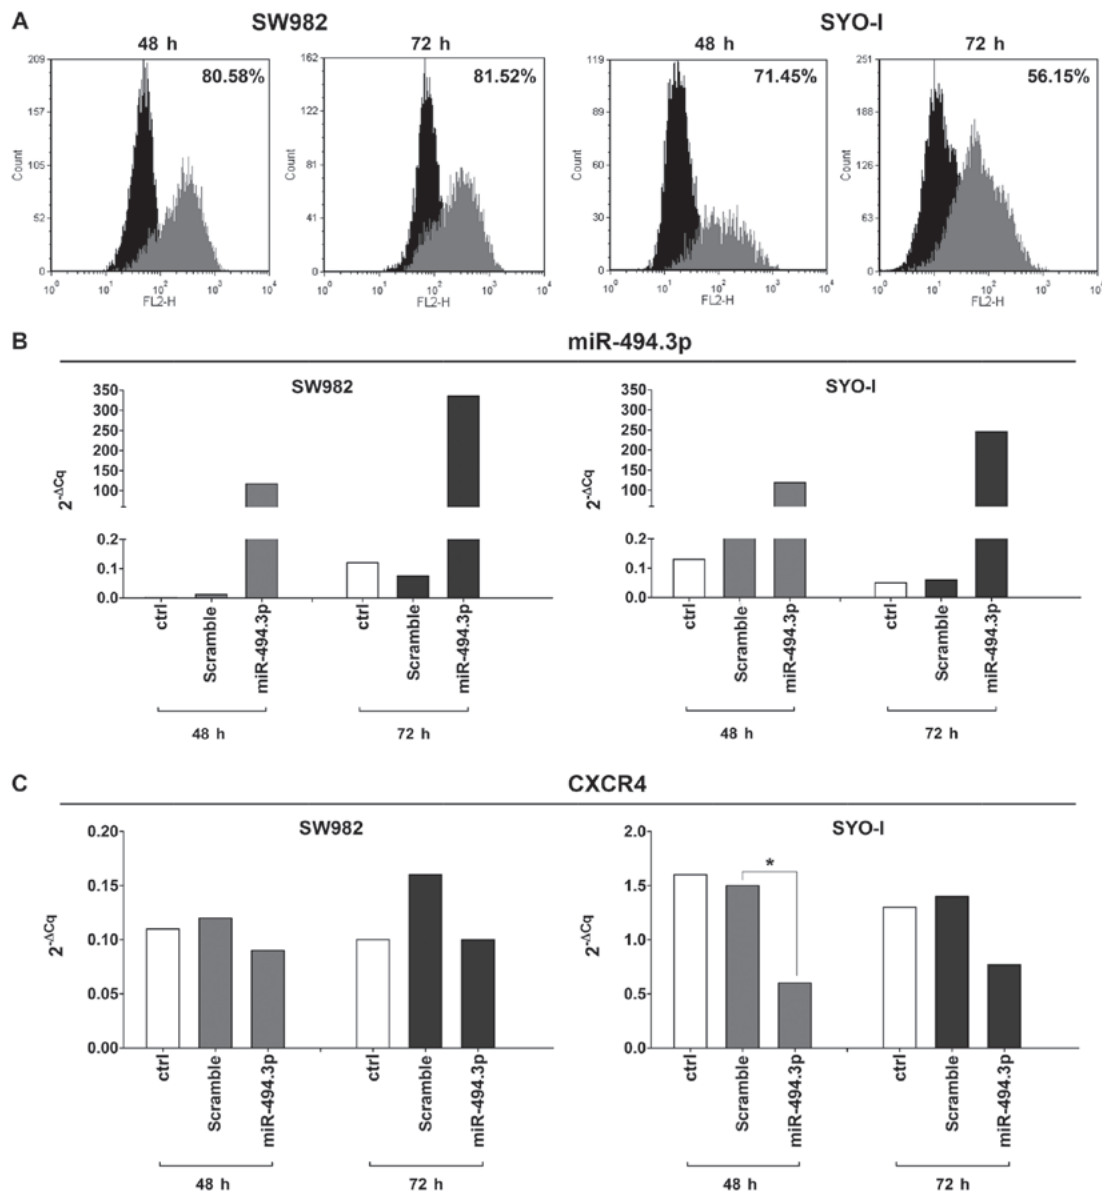 A
SW982
SYO-I
48 h
72 h
48 h
72 h
209
157
105
52
0
Count
80.58%
10^0 10^1 10^2 10^3 10^4
FL2-H
162
122
81
41
0
Count
81.52%
10^0 10^1 10^2 10^3 10^4
FL2-H
119
89
60
30
0
Count
71.45%
10^0 10^1 10^2 10^3 10^4
FL2-H
251
188
126
63
0
Count
56.15%
10^0 10^1 10^2 10^3 10^4
FL2-H
B
miR-494.3p
SW982
350
300
250
200
150
100
0.2
0.1
0.0
2^-ΔCq
ctrl
Scramble
miR-494.3p
ctrl
Scramble
miR-494.3p
48 h
72 h
SYO-I
350
300
250
200
150
100
0.2
0.1
0.0
2^-ΔCq
ctrl
Scramble
miR-494.3p
ctrl
Scramble
miR-494.3p
48 h
72 h
C
CXCR4
SW982
0.20
0.15
0.10
0.05
0.00
2^-ΔCq
ctrl
Scramble
miR-494.3p
ctrl
Scramble
miR-494.3p
48 h
72 h
SYO-I
2.0
1.5
1.0
0.5
0.0
2^-ΔCq
*
ctrl
Scramble
miR-494.3p
ctrl
Scramble
miR-494.3p
48 h
72 h